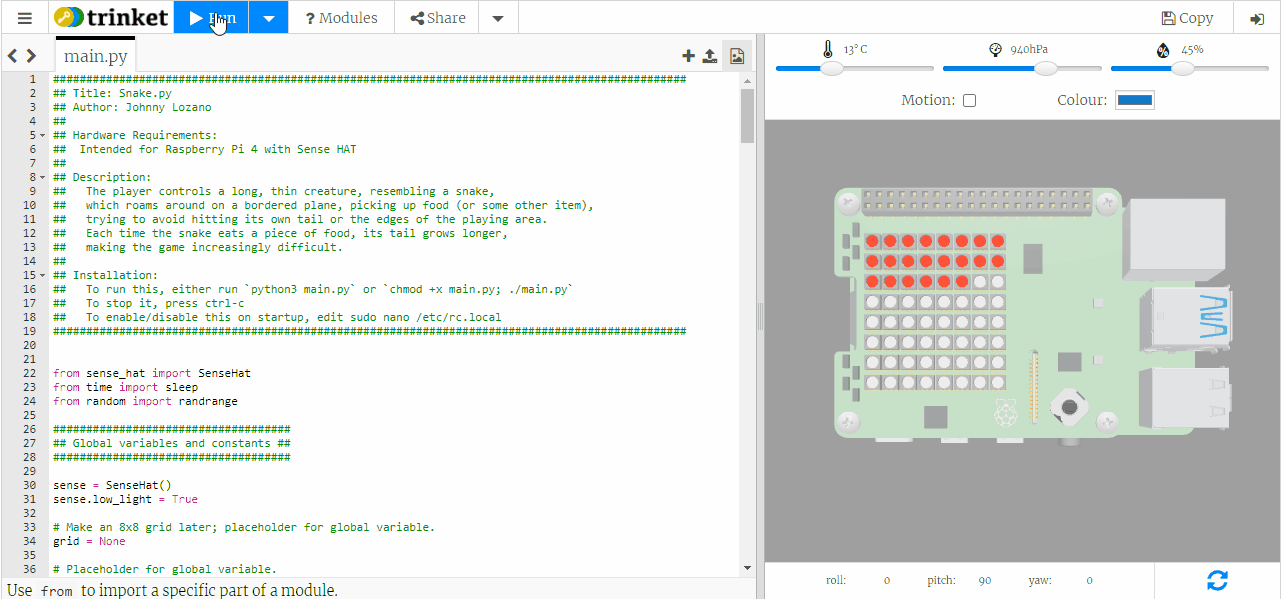 trinket
Run
? Modules
Share
Copy
main.py
13°C
940hPa
45%
Motion:
Colour:
1 ################################################################################################
2 ## Title: Snake.py
3 ## Author: Johnny Lozano
4 ##
5 ## Hardware Requirements:
6 ##  Intended for Raspberry Pi 4 with Sense HAT
7 ##
8 ## Description:
9 ##   The player controls a long, thin creature, resembling a snake,
10 ##   which roams around on a bordered plane, picking up food (or some other item),
11 ##   trying to avoid hitting its own tail or the edges of the playing area.
12 ##   Each time the snake eats a piece of food, its tail grows longer,
13 ##   making the game increasingly difficult.
14 ##
15 ## Installation:
16 ##   To run this, either run `python3 main.py` or `chmod +x main.py; ./main.py`
17 ##   To stop it, press ctrl-c
18 ##   To enable/disable this on startup, edit sudo nano /etc/rc.local
19 ################################################################################################
20
21
22 from sense_hat import SenseHat
23 from time import sleep
24 from random import randrange
25
26 ####################################
27 ## Global variables and constants ##
28 ####################################
29
30 sense = SenseHat()
31 sense.low_light = True
32
33 # Make an 8x8 grid later; placeholder for global variable.
34 grid = None
35
36 # Placeholder for global variable.
Use from to import a specific part of a module.
roll: 0 pitch: 90 yaw: 0